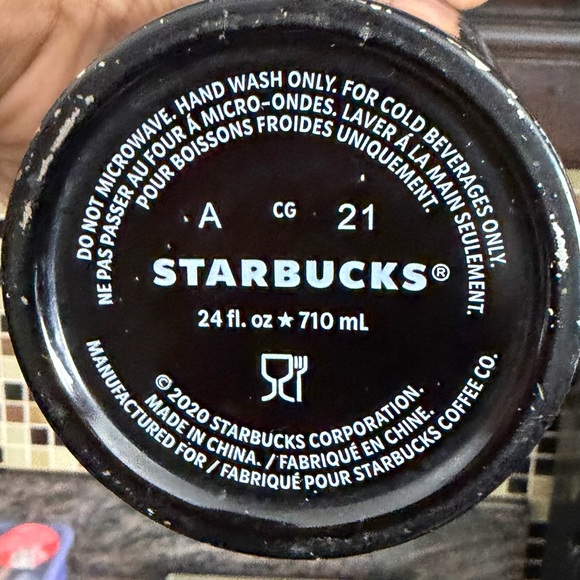 DO NOT MICROWAVE. HAND WASH ONLY. FOR COLD BEVERAGES ONLY.
NE PAS PASSER AU FOUR Á MICRO-ONDES. LAVER Á LA MAIN SEULEMENT.
POUR BOISSONS FROIDES UNIQUEMENT.
A CG 21
STARBUCKS®
24 fl. oz ★ 710 mL
© 2020 STARBUCKS CORPORATION.
MADE IN CHINA. / FABRIQUÉ EN CHINE.
MANUFACTURED FOR / FABRIQUÉ POUR STARBUCKS COFFEE CO.